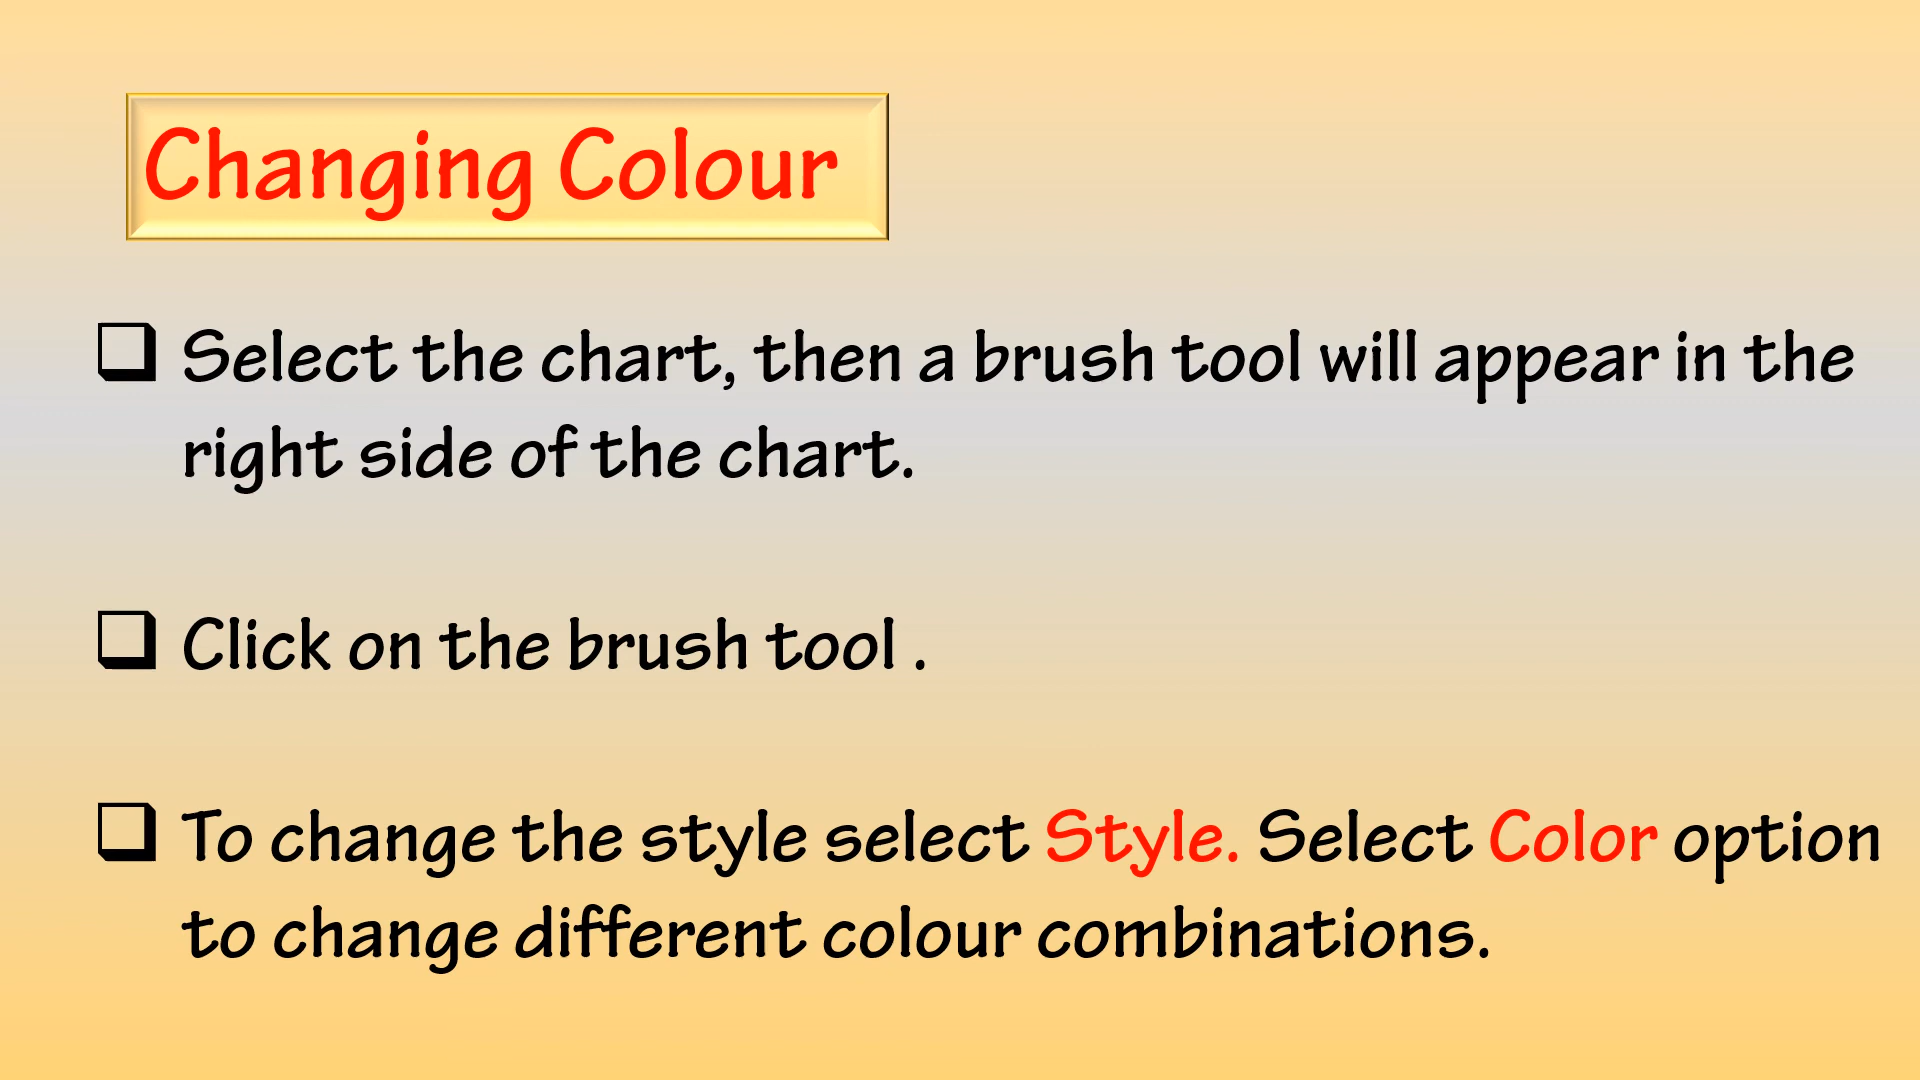 Changing Colour
❑ Select the chart, then a brush tool will appear in the
right side of the chart.
❑ Click on the brush tool .
❑ To change the style select Style. Select Color option
to change different colour combinations.